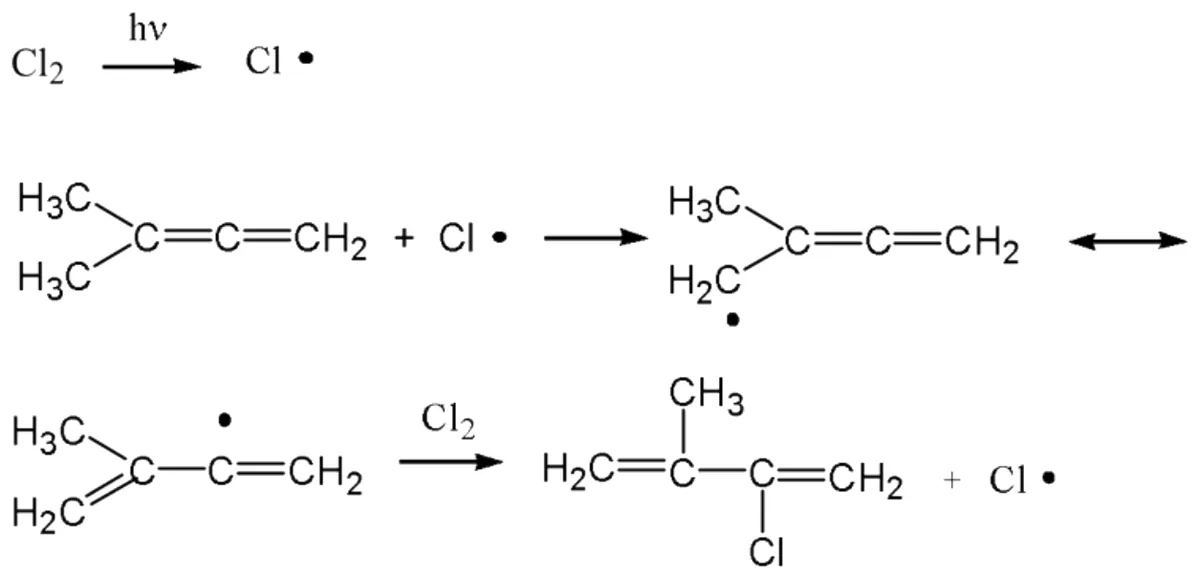 hν
Cl₂ ⟶ Cl •
H₃C
H₃C
C=C=CH₂ + Cl • ⟶
H₃C
H₂C
•
C=C=CH₂ ⟷
•
H₃C
H₂C
C—C=CH₂
Cl₂
⟶
CH₃
H₂C=C—C=CH₂ + Cl •
Cl